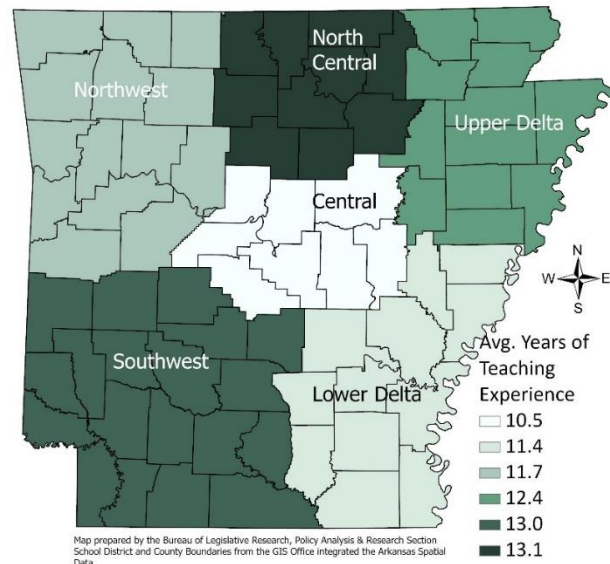 North
Central
Northwest
Upper Delta
Central
N
W E
S
Southwest
Lower Delta
Avg. Years of
Teaching
Experience
10.5
11.4
11.7
12.4
13.0
13.1
Map prepared by the Bureau of Legislative Research, Policy Analysis & Research Section
School District and County Boundaries from the GIS Office integrated the Arkansas Spatial
Data